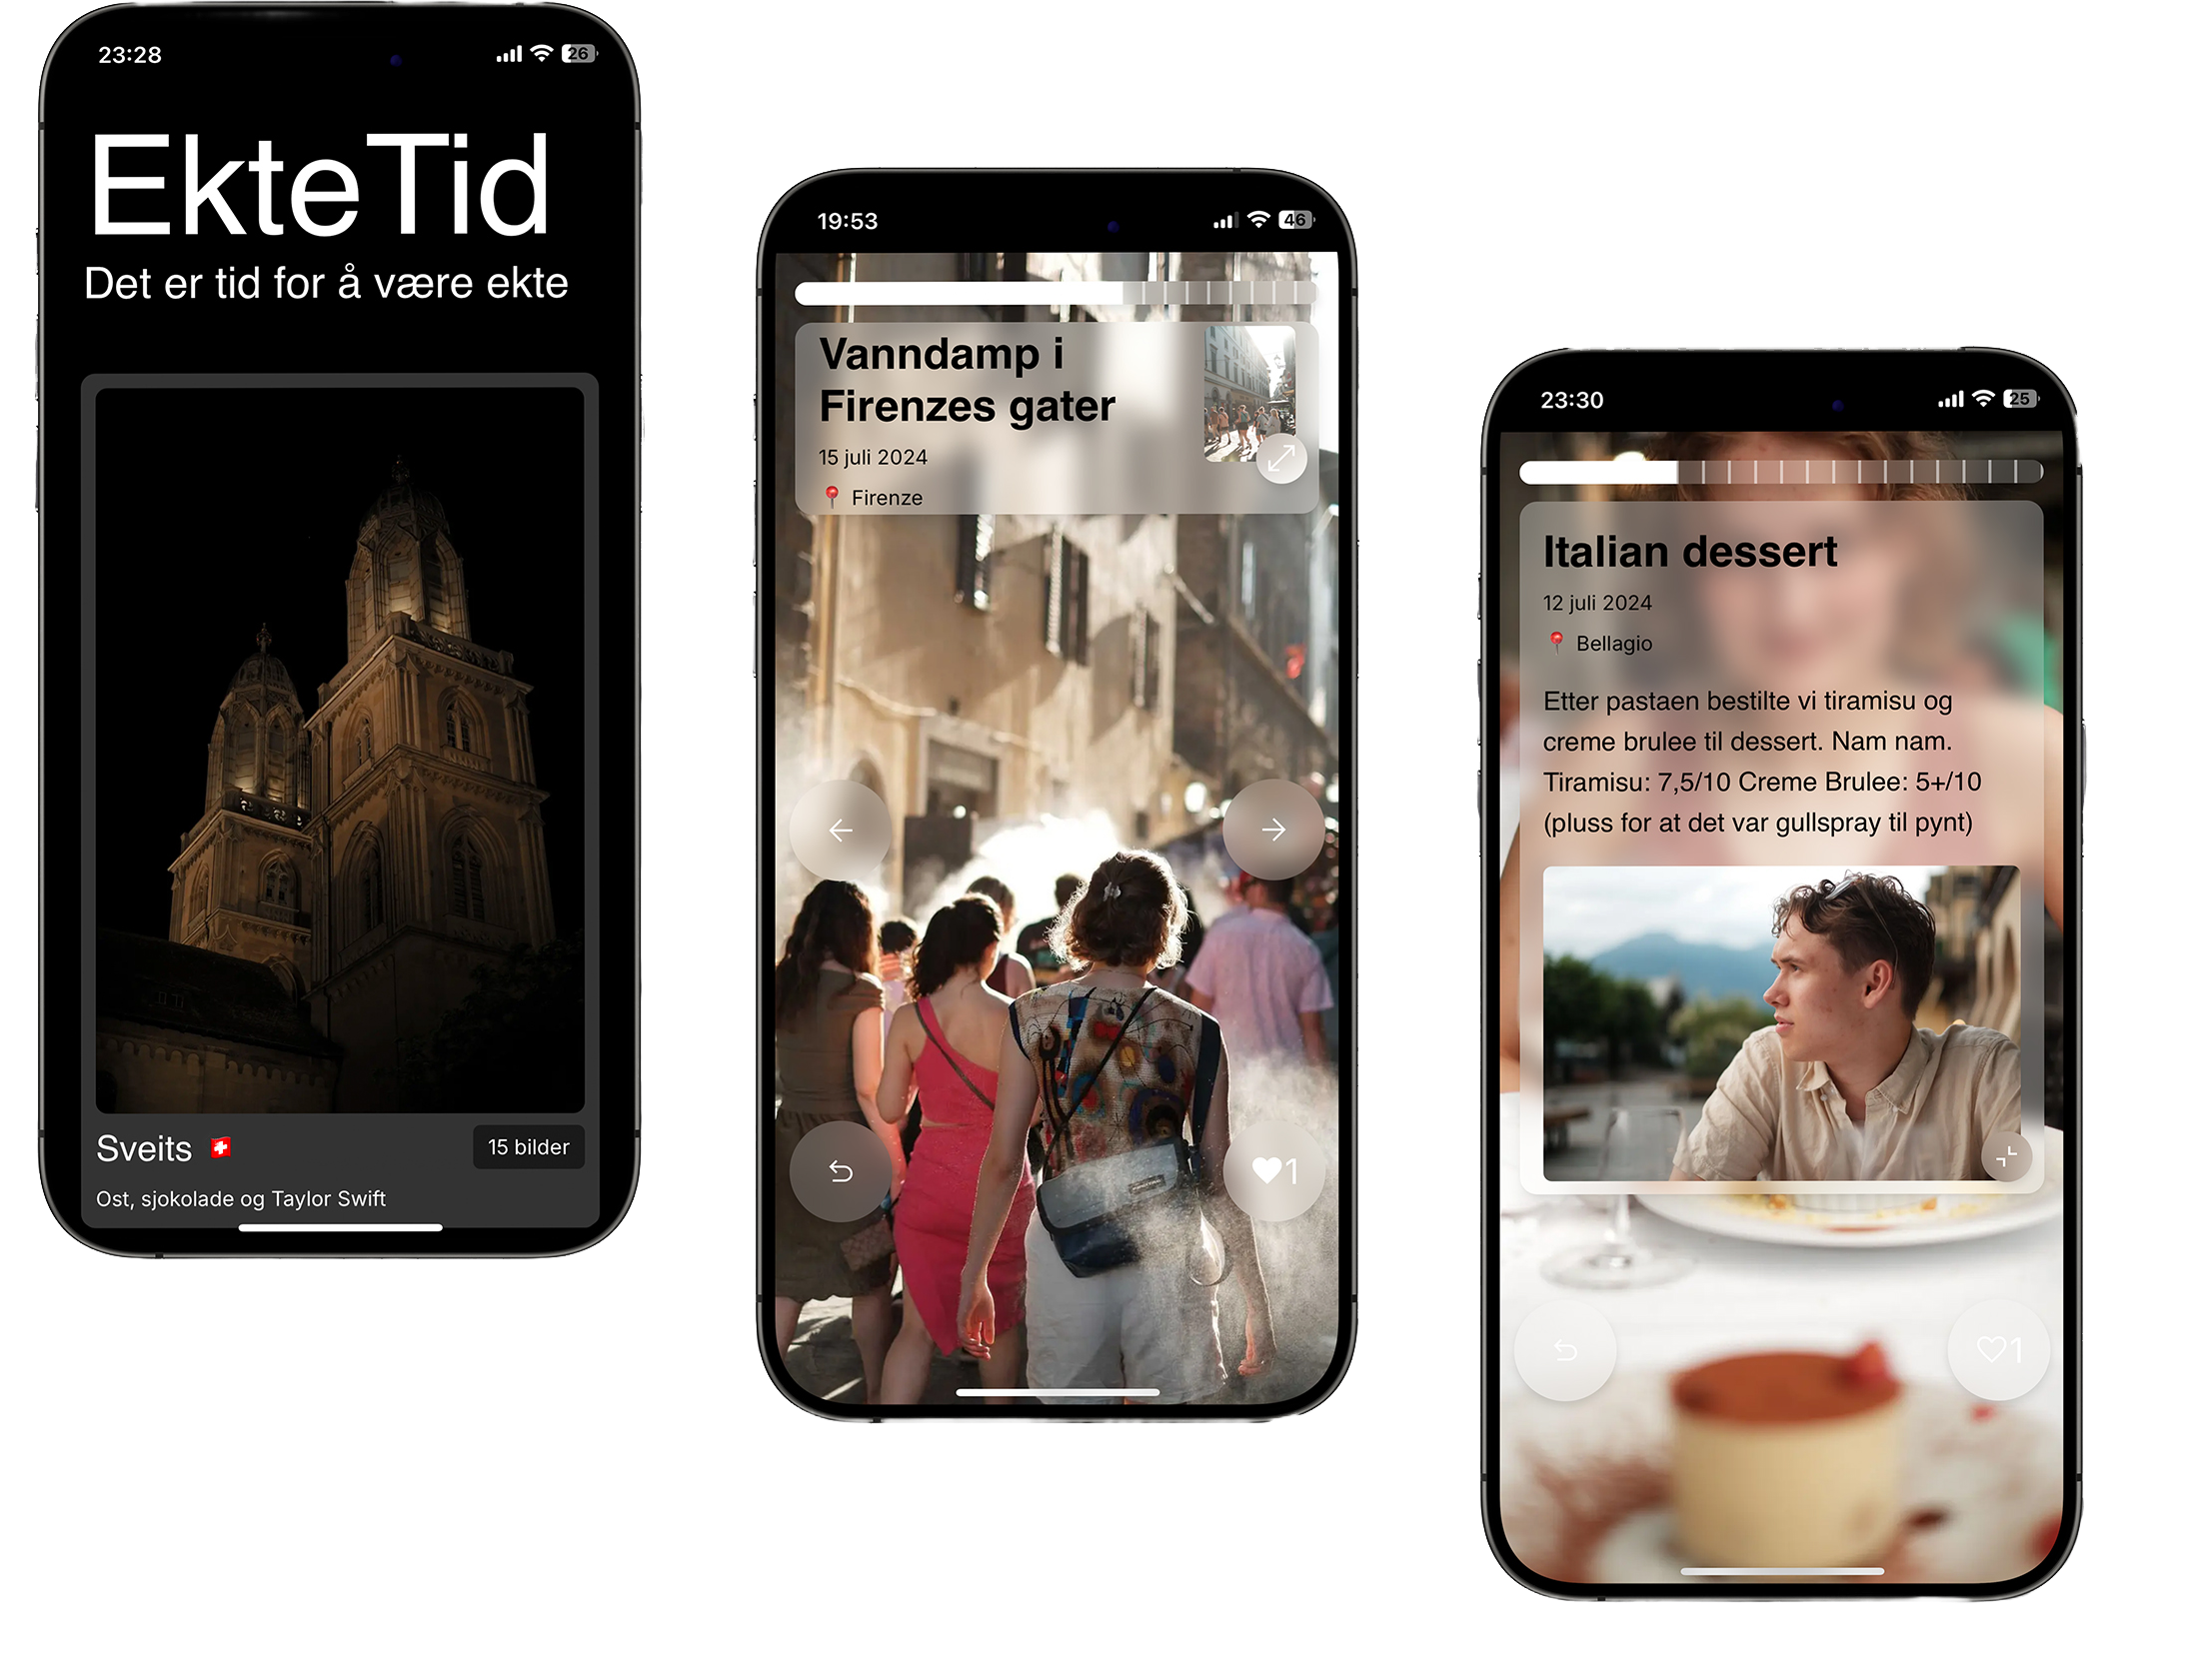 23:28
26
EkteTid
Det er tid for å være ekte
Sveits 🇨🇭
15 bilder
Ost, sjokolade og Taylor Swift
19:53
46
Vanndamp i
Firenzes gater
15 juli 2024
📍 Firenze
1
23:30
25
Italian dessert
12 juli 2024
📍 Bellagio
Etter pastaen bestilte vi tiramisu og
creme brulee til dessert. Nam nam.
Tiramisu: 7,5/10 Creme Brulee: 5+/10
(pluss for at det var gullspray til pynt)
1